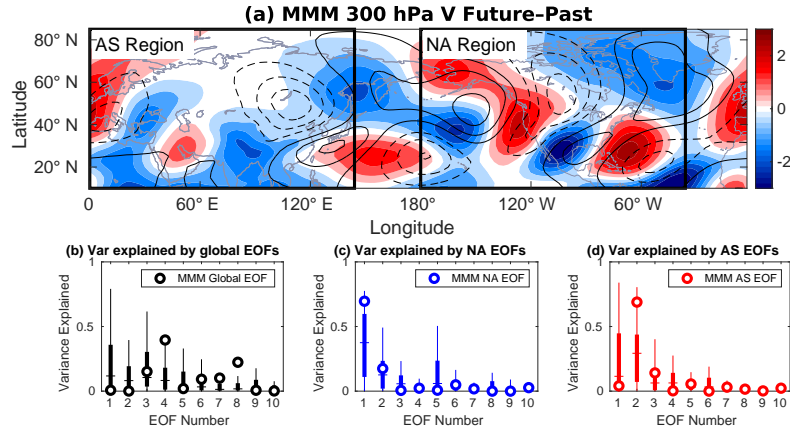 (a) MMM 300 hPa V Future–Past
AS Region
NA Region
Latitude
80° N
60° N
40° N
20° N
0
60° E
120° E
180°
120° W
60° W
Longitude
2
0
-2
(b) Var explained by global EOFs
MMM Global EOF
Variance Explained
1
0.5
0
1 2 3 4 5 6 7 8 9 10
EOF Number
(c) Var explained by NA EOFs
MMM NA EOF
Variance Explained
1
0.5
0
1 2 3 4 5 6 7 8 9 10
EOF Number
(d) Var explained by AS EOFs
MMM AS EOF
Variance Explained
1
0.5
0
1 2 3 4 5 6 7 8 9 10
EOF Number